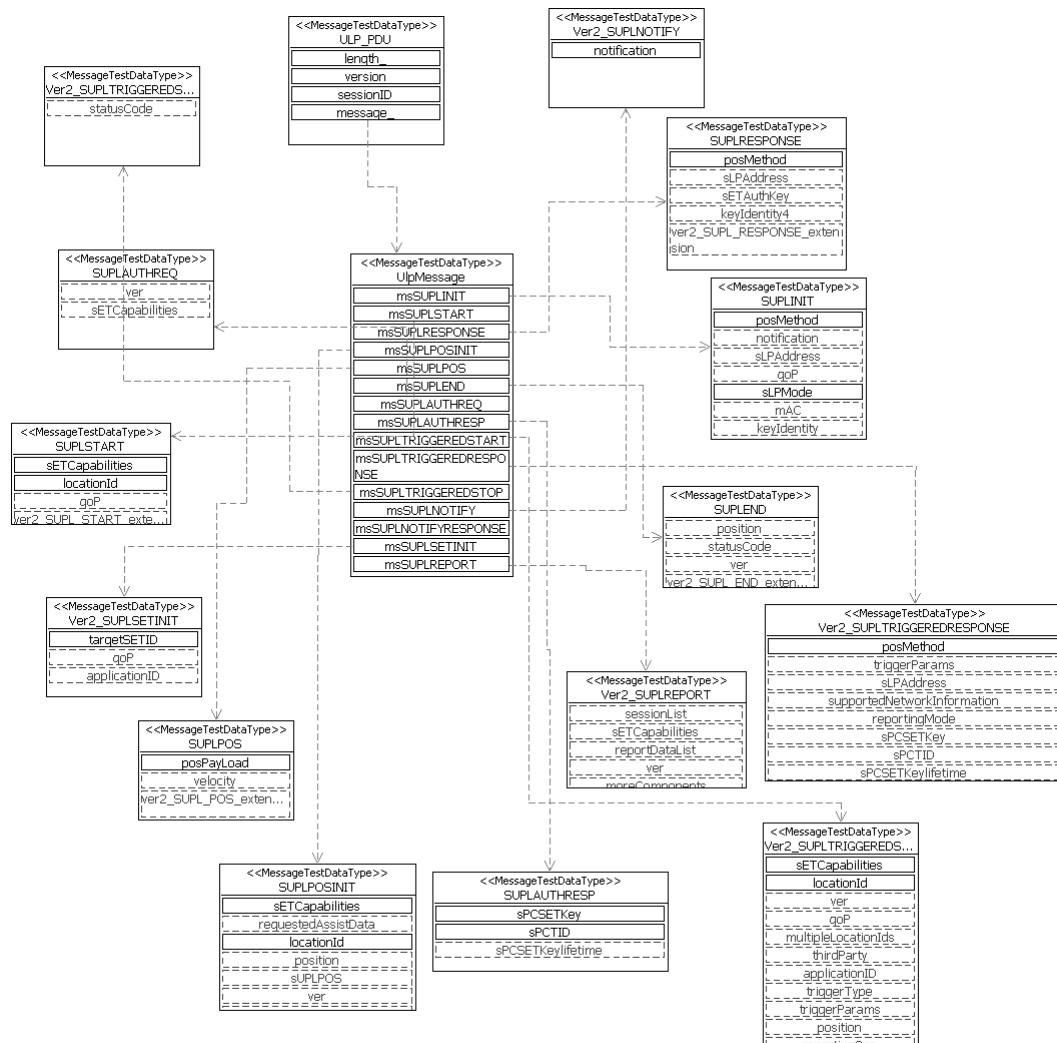 <<MessageTestDataType>>
ULP_PDU
length_
version
sessionID
message_
<<MessageTestDataType>>
Ver2_SUPLNOTIFY
notification
<<MessageTestDataType>>
Ver2_SUPLTRIGGEREDS...
statusCode
<<MessageTestDataType>>
SUPLRESPONSE
posMethod
sLPAddress
sETAuthKey
keyIdentity4
ver2_SUPL_RESPONSE_exten
sion
<<MessageTestDataType>>
SUPLAUTHREQ
ver
sETCapabilities
<<MessageTestDataType>>
UlpMessage
msSUPLINIT
msSUPLSTART
msSUPLRESPONSE
msSUPLPOSINIT
msSUPLPOS
msSUPLEND
msSUPLAUTHREQ
msSUPLAUTHRESP
msSUPLTRIGGEREDSTART
msSUPLTRIGGEREDRESPO
NSE
msSUPLTRIGGEREDSTOP
msSUPLNOTIFY
msSUPLNOTIFYRESPONSE
msSUPLSETINIT
msSUPLREPORT
<<MessageTestDataType>>
SUPLINIT
posMethod
notification
sLPAddress
qoP
sLPMode
mAC
keyIdentity
<<MessageTestDataType>>
SUPLSTART
sETCapabilities
locationId
qoP
ver2_SUPL_START_exte...
<<MessageTestDataType>>
SUPLEND
position
statusCode
ver
ver2_SUPL_END_exten...
<<MessageTestDataType>>
Ver2_SUPLSETINIT
targetSETID
qoP
applicationID
<<MessageTestDataType>>
Ver2_SUPLTRIGGEREDRESPONSE
posMethod
triggerParams
sLPAddress
supportedNetworkInformation
reportingMode
sPCSETKey
sPCTID
sPCSETKeylifetime
<<MessageTestDataType>>
Ver2_SUPLREPORT
sessionList
sETCapabilities
reportDataList
ver
moreComponents
<<MessageTestDataType>>
SUPLPOS
posPayLoad
velocity
ver2_SUPL_POS_exten...
<<MessageTestDataType>>
Ver2_SUPLTRIGGEREDS...
sETCapabilities
locationId
ver
qoP
multipleLocationIds
thirdParty
applicationID
triggerType
triggerParams
position
<<MessageTestDataType>>
SUPLPOSINIT
sETCapabilities
requestedAssistData
locationId
position
sUPLPOS
ver
<<MessageTestDataType>>
SUPLAUTHRESP
sPCSETKey
sPCTID
sPCSETKeylifetime